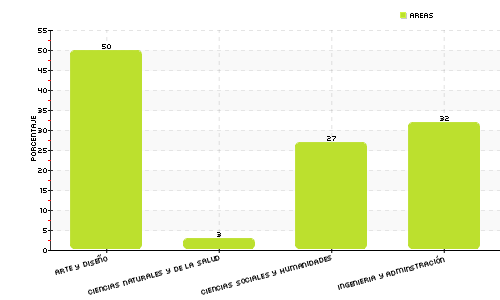 AREAS
55
50
45
40
35
30
25
20
15
10
5
0
PORCENTAJE
50
3
27
32
ARTE Y DISEÑO
CIENCIAS NATURALES Y DE LA SALUD
CIENCIAS SOCIALES Y HUMANIDADES
INGENIERIA Y ADMINSTRACIÓN